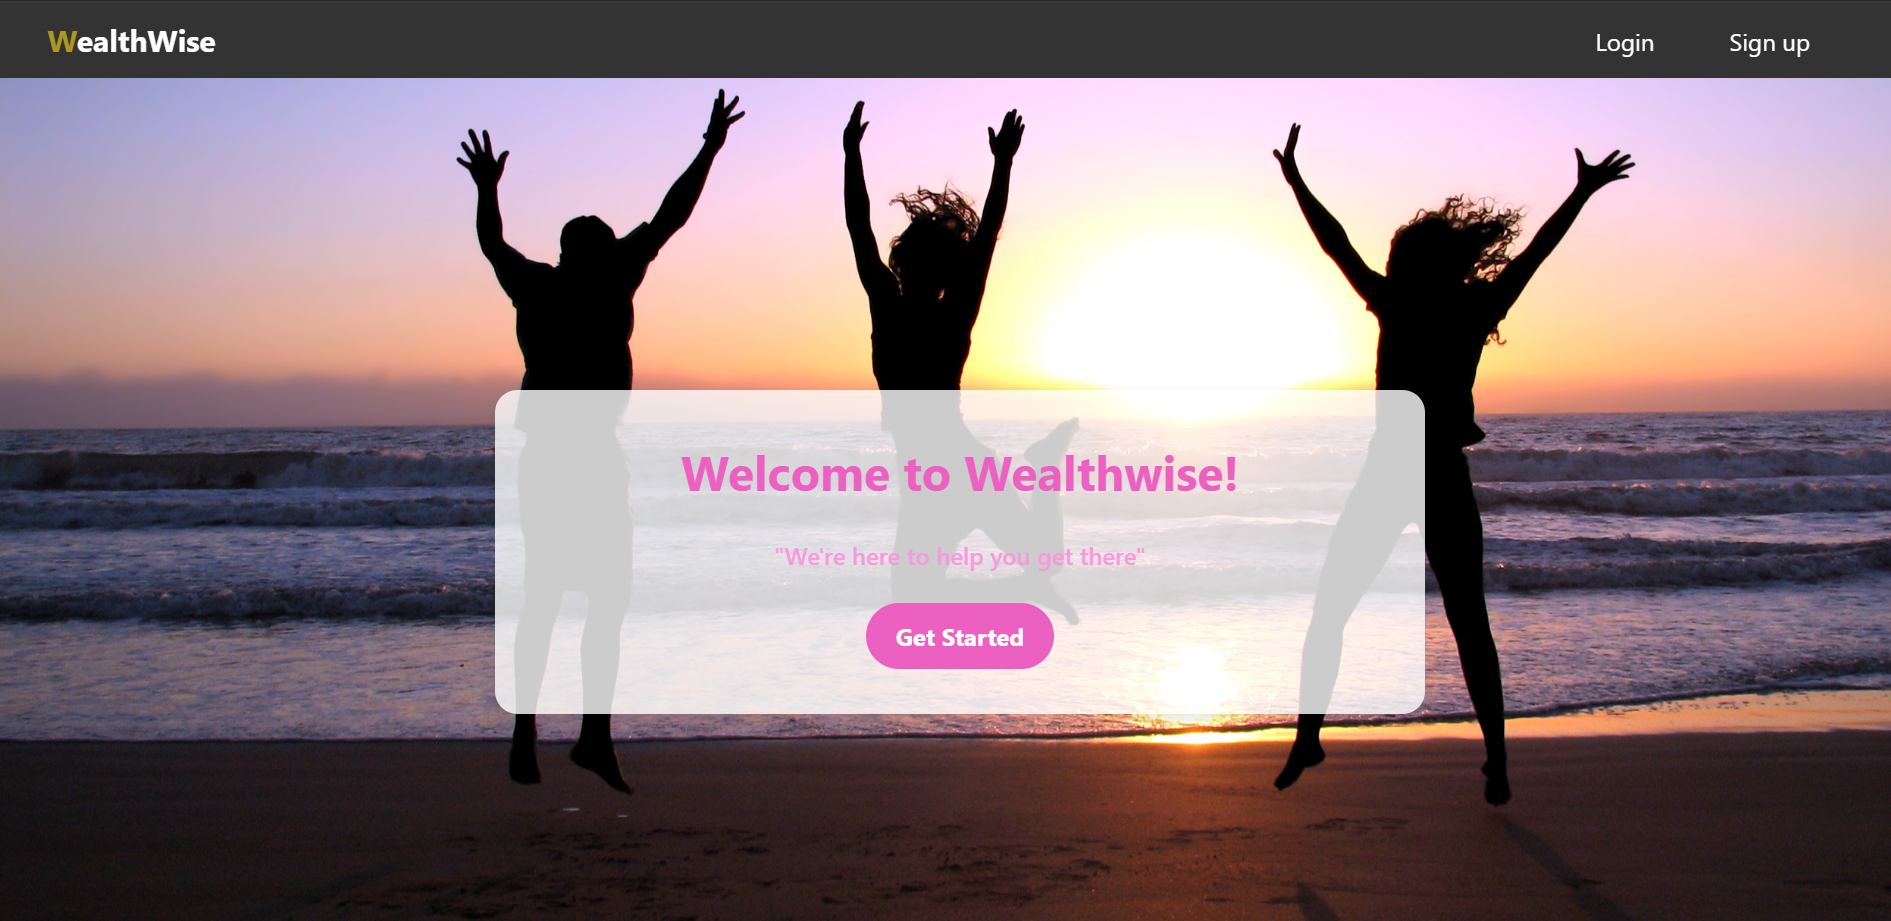 WealthWise
Login
Sign up
Welcome to Wealthwise!
"We're here to help you get there"
Get Started